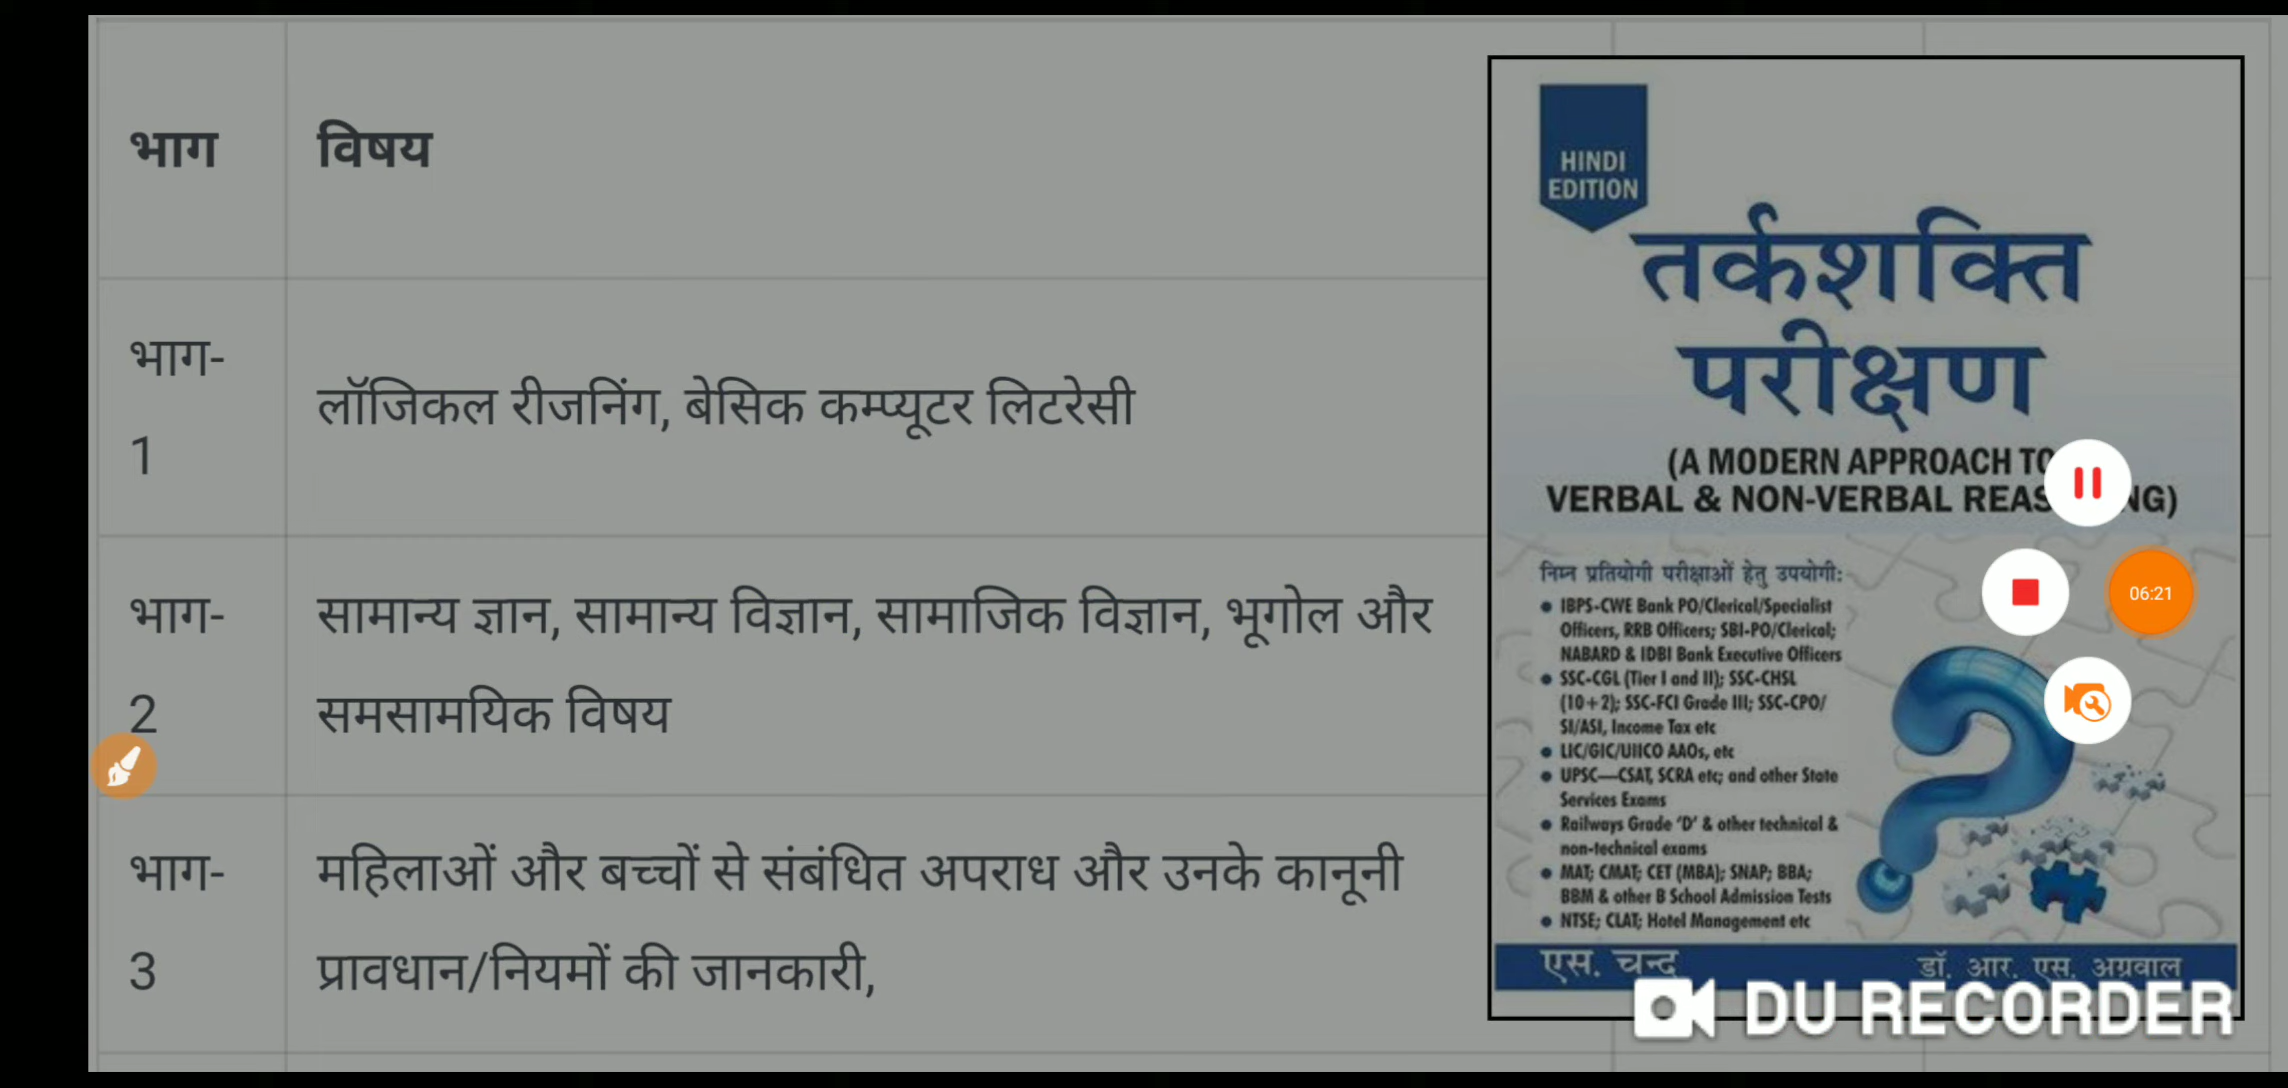 भाग
विषय
भाग-
1
लॉजिकल रीजनिंग, बेसिक कम्प्यूटर लिटरेसी
भाग-
2
सामान्य ज्ञान, सामान्य विज्ञान, सामाजिक विज्ञान, भूगोल और
समसामयिक विषय
भाग-
3
महिलाओं और बच्चों से संबंधित अपराध और उनके कानूनी
प्रावधान/नियमों की जानकारी,
HINDI
EDITION
तर्कशक्ति
परीक्षण
(A MODERN APPROACH TO
VERBAL & NON-VERBAL REAS NG)
निम्न प्रतियोगी परीक्षाओं हेतु उपयोगी:
• IBPS-CWE Bank PO/Clerical/Specialist
Officers, RRB Officers; SBI-PO/Clerical;
NABARD & IDBI Bank Executive Officers
• SSC-CGL (Tier I and II); SSC-CHSL
(10+2); SSC-FCI Grade III; SSC-CPO/
SI/ASI, Income Tax etc
• LIC/GIC/UIICO AAOs, etc
• UPSC—CSAT, SCRA etc; and other State
Services Exams
• Railways Grade 'D' & other technical &
non-technical exams
• MAT; CMAT; CET (MBA); SNAP; BBA;
BBM & other B School Admission Tests
• NTSE; CLAT; Hotel Management etc
एस. चन्द
डॉ. आर. एस. अग्रवाल
06:21
DU RECORDER